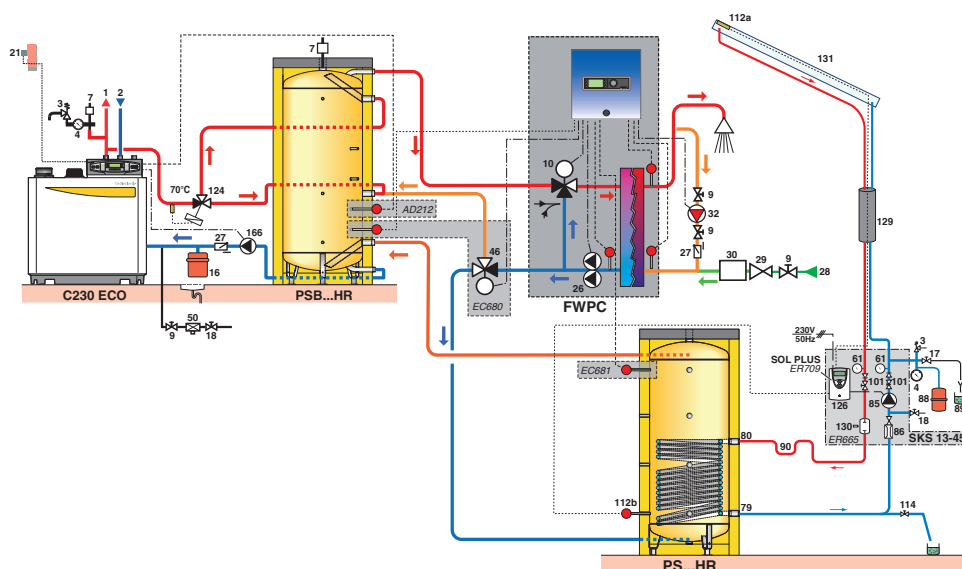 112a
131
21
7
3
7
1
2
4
10
70°C
124
9
129
AD212
32
9
27
166
46
27
30
29
9
28
16
26
C230 ECO
PSB...HR
EC680
FWPC
50
9
18
230V
50Hz
3
61
61
17
SOL PLUS
ER709
EC681
101
101
4
126
85
88
89
18
130
86
80
90
ER665
SKS 13-45
112b
79
114
PS...HR